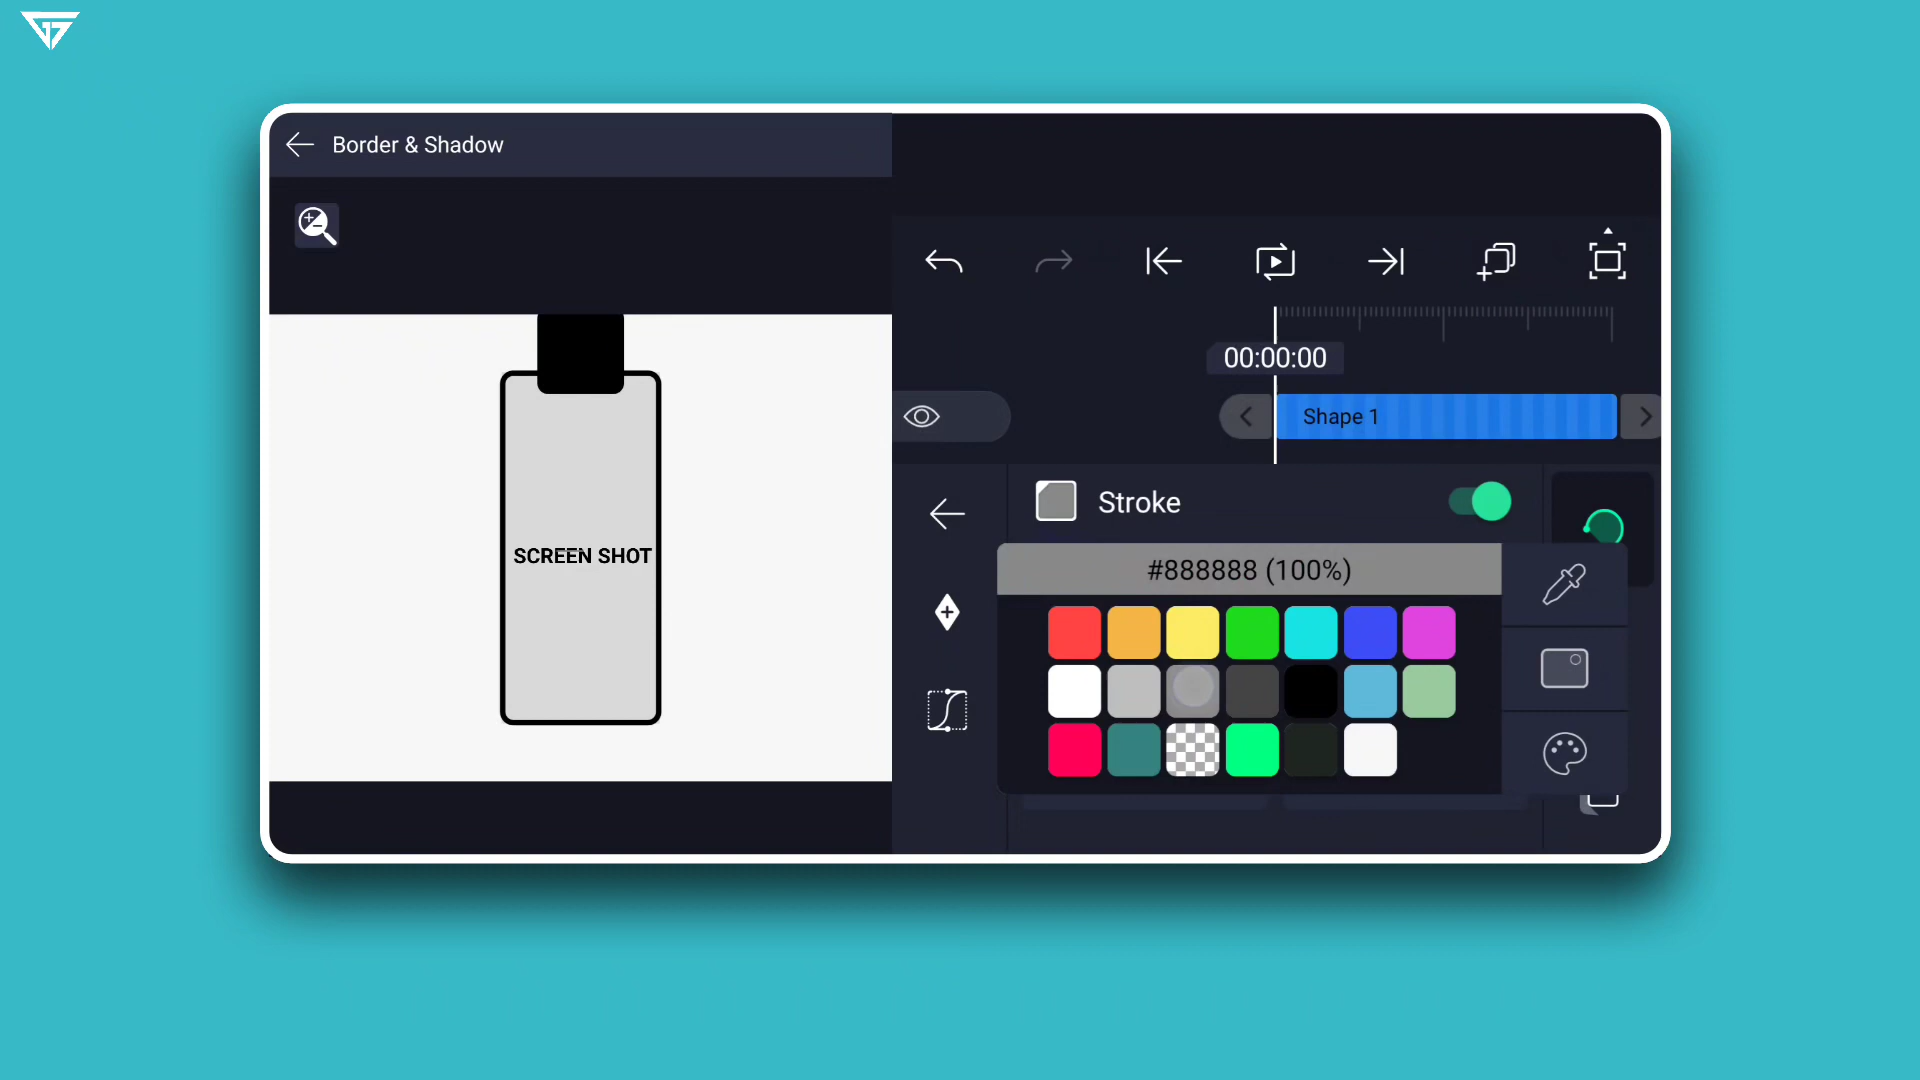 Border & Shadow
00:00:00
Shape 1
Stroke
#888888 (100%)
SCREEN SHOT